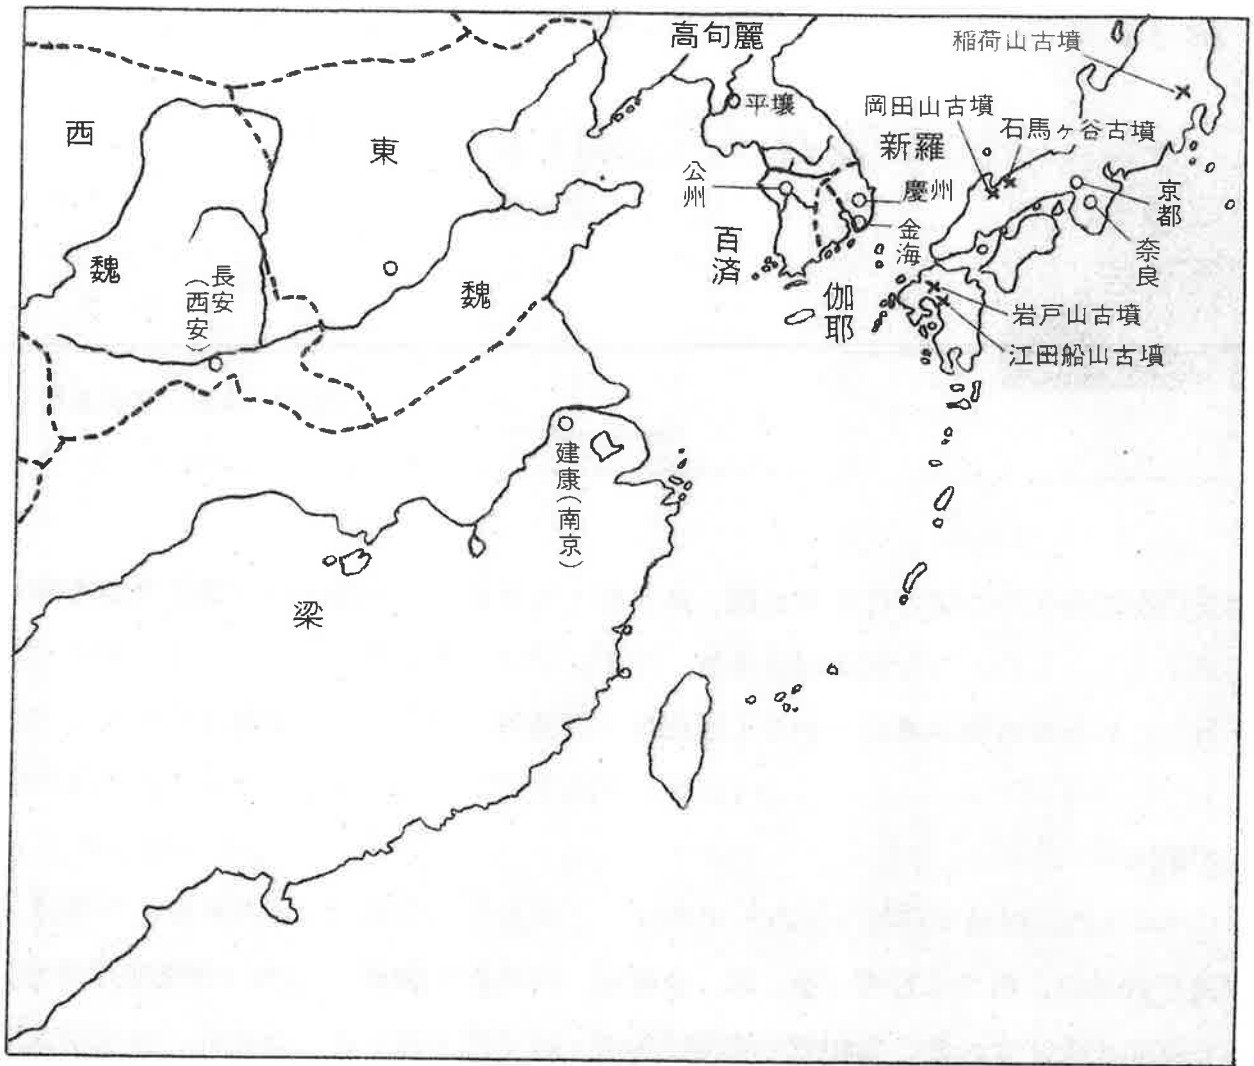 高句麗
稲荷山古墳
平壌
岡田山古墳
石馬ヶ谷古墳
西
東
新羅
公州
慶州
京都
金海
奈良
百済
魏
長安
(西安)
魏
伽耶
岩戸山古墳
江田船山古墳
建康(南京)
梁